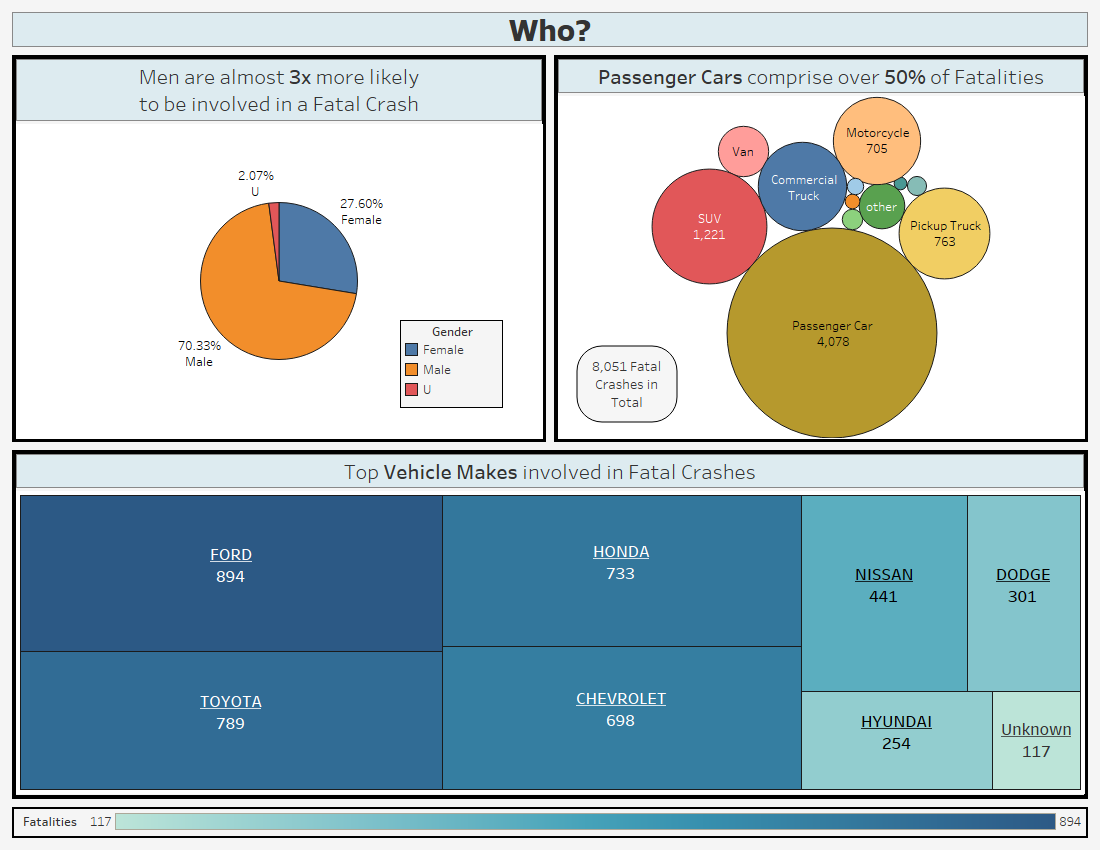 Who?
Men are almost 3x more likely
to be involved in a Fatal Crash
2.07%
U
27.60%
Female
70.33%
Male
Gender
Female
Male
U
Passenger Cars comprise over 50% of Fatalities
Motorcycle
705
Van
Commercial
Truck
other
SUV
1,221
Pickup Truck
763
Passenger Car
4,078
8,051 Fatal
Crashes in
Total
Top Vehicle Makes involved in Fatal Crashes
FORD
894
HONDA
733
NISSAN
441
DODGE
301
TOYOTA
789
CHEVROLET
698
HYUNDAI
254
Unknown
117
Fatalities 117 894